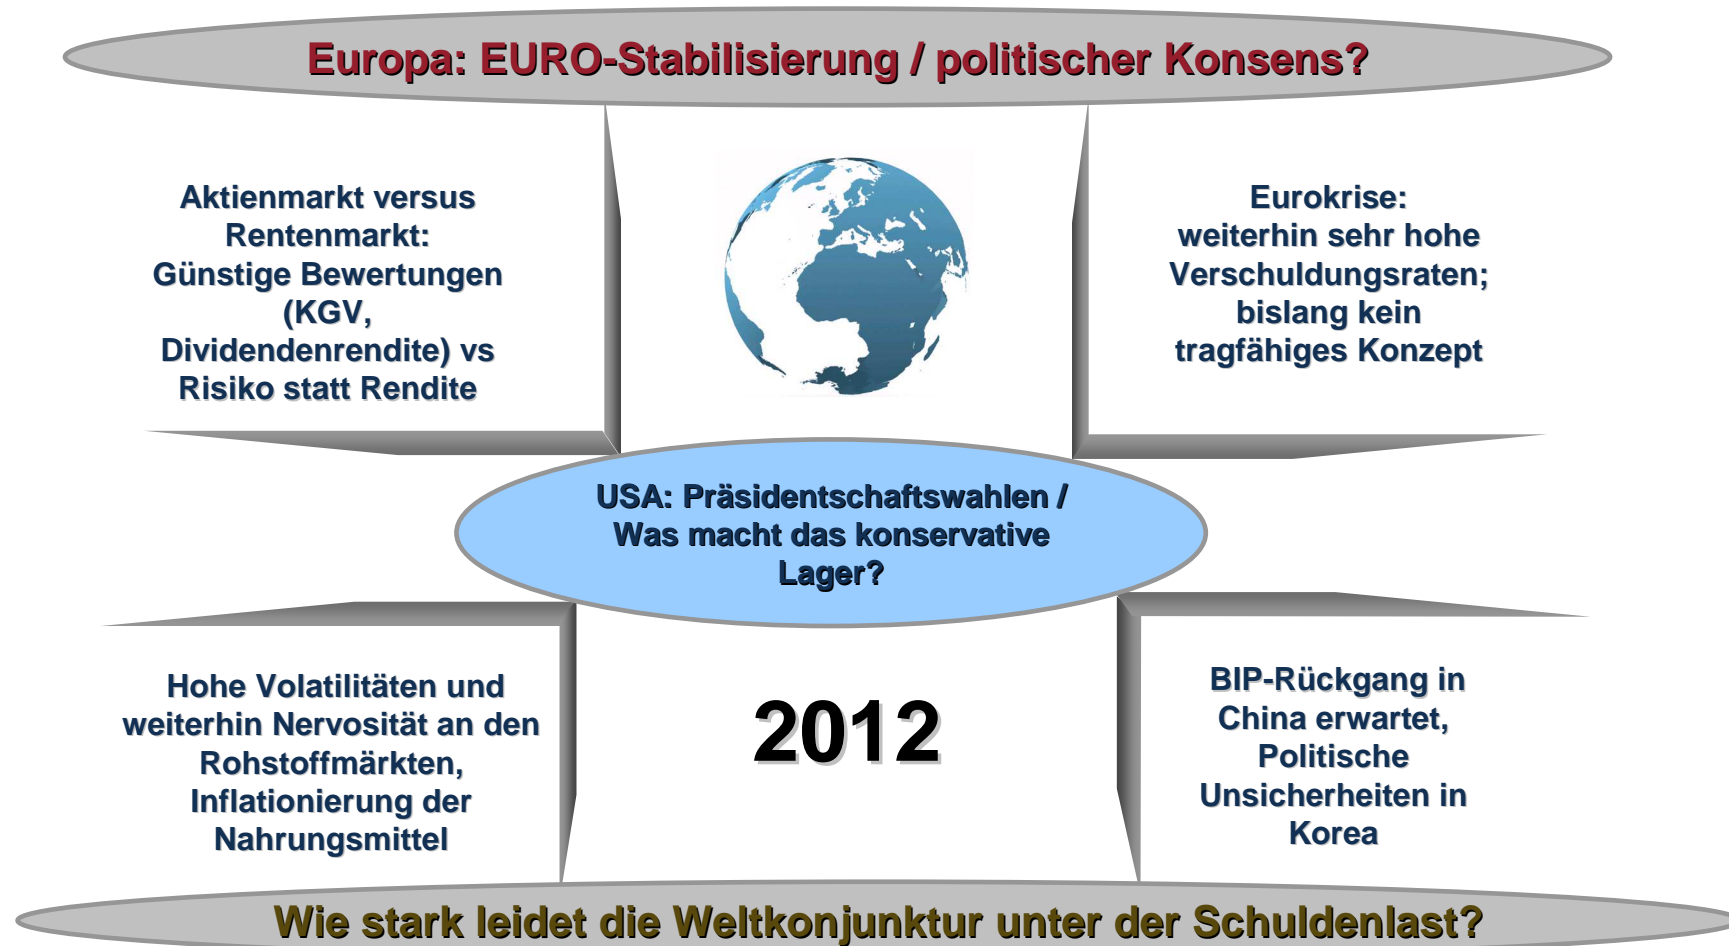 Europa: EURO-Stabilisierung / politischer Konsens?
Aktienmarkt versus
Rentenmarkt:
Günstige Bewertungen
(KGV,
Dividendenrendite) vs
Risiko statt Rendite
Eurokrise:
weiterhin sehr hohe
Verschuldungsraten;
bislang kein
tragfähiges Konzept
USA: Präsidentschaftswahlen /
Was macht das konservative
Lager?
Hohe Volatilitäten und
weiterhin Nervosität an den
Rohstoffmärkten,
Inflationierung der
Nahrungsmittel
2012
BIP-Rückgang in
China erwartet,
Politische
Unsicherheiten in
Korea
Wie stark leidet die Weltkonjunktur unter der Schuldenlast?